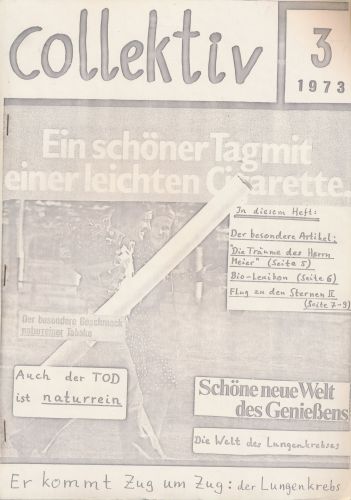 collektiv
3
1973
Ein schöner Tag mit
einer leichten Cigarette.
In diesem Heft:
Der besondere Artikel:
"Die Träume des Herrn
Meier" (Seite 5)
Bio-Lexikon (Seite 6)
Flug zu den Sternen II
(Seite 7-9)
Der besondere Geschmack
naturreiner Tabake
Auch der TOD
ist naturrein
Schöne neue Welt
des Genießens
Die Welt des Lungenkrebses
Er kommt Zug um Zug: der Lungenkrebs